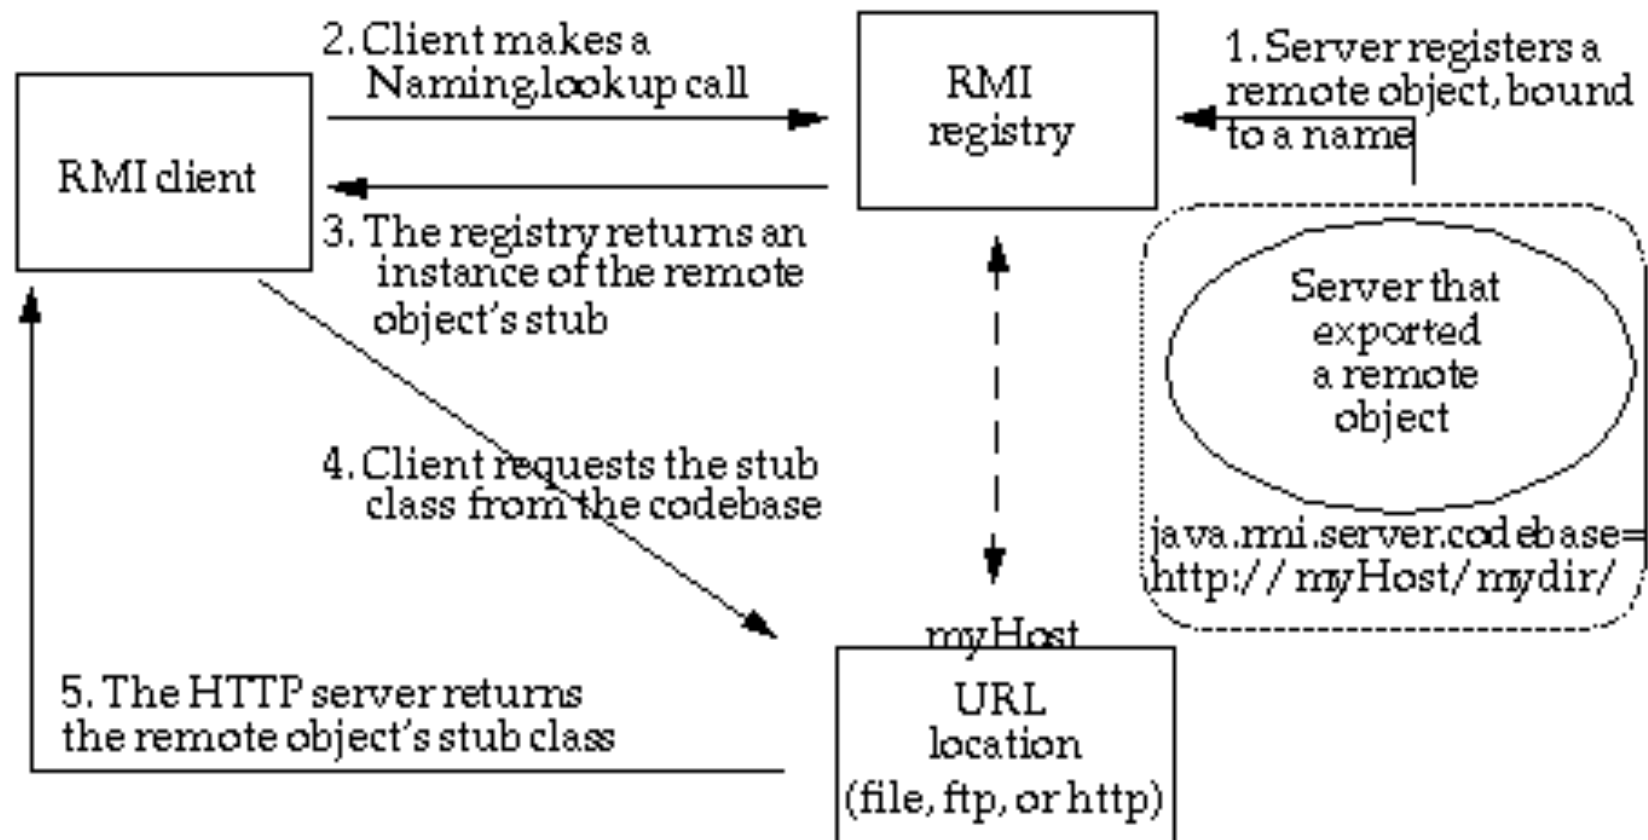 2. Client makes a
Naming.lookup call
RMI
registry
1. Server registers a
remote object, bound
to a name
RMI client
3. The registry returns an
instance of the remote
object's stub
Server that
exported
a remote
object
4. Client requests the stub
class from the codebase
java.rmi.server.codebase=
http://myHost/mydir/
myHost
URL
location
(file, ftp, or http)
5. The HTTP server returns
the remote object's stub class